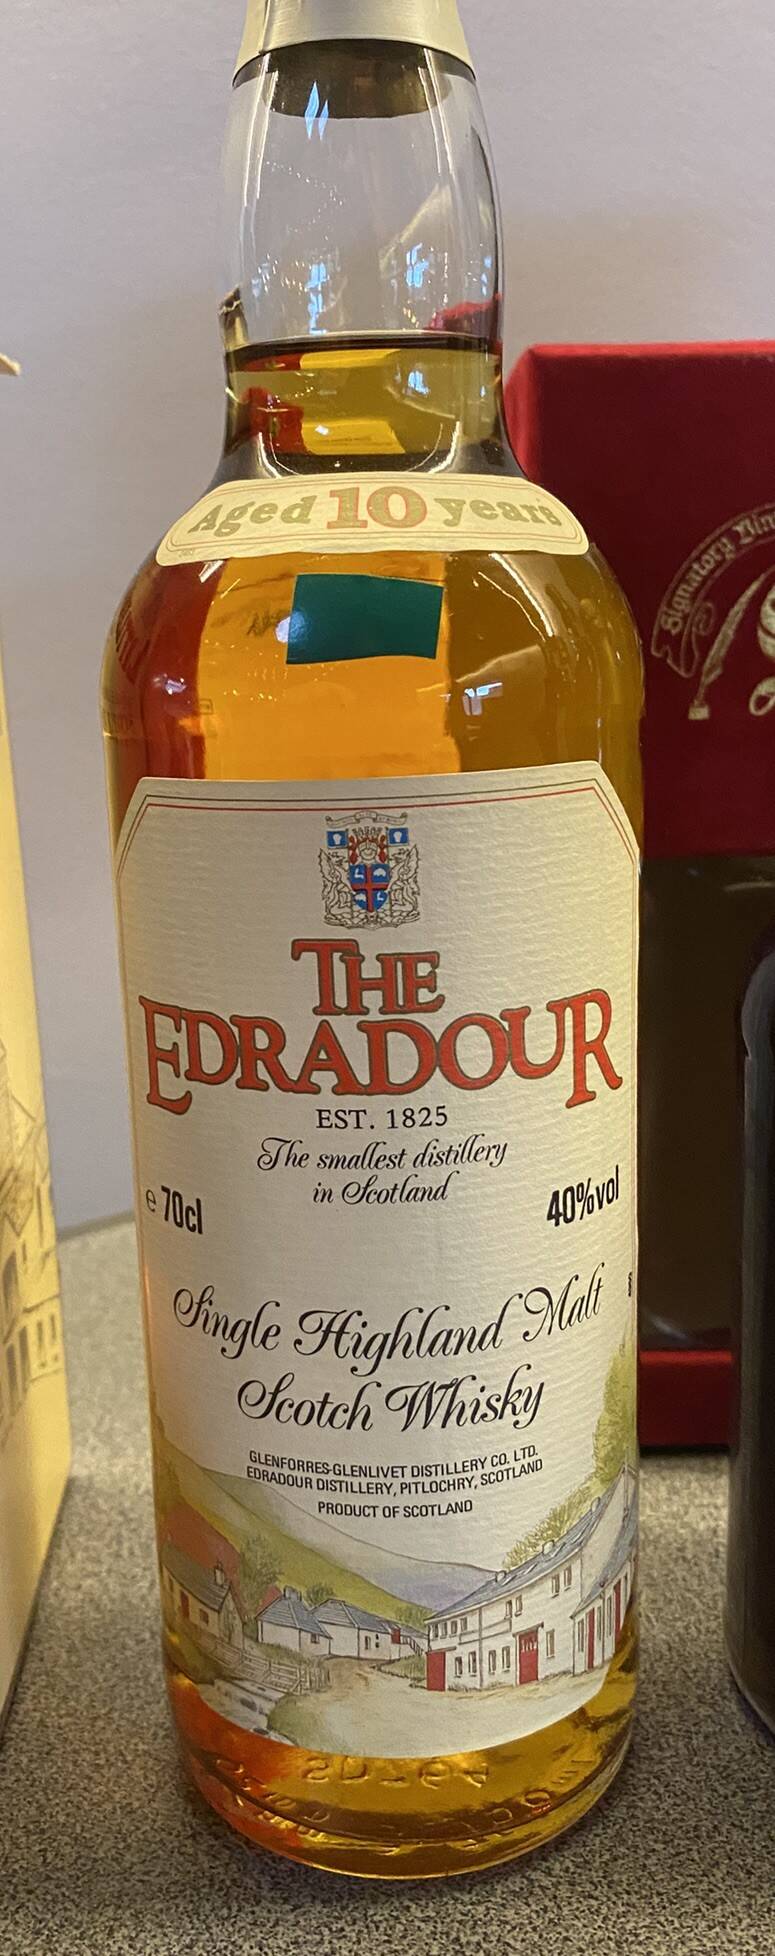 Aged 10 years
THE
EDRADOUR
EST. 1825
The smallest distillery
in Scotland
e 70cl
40%vol
Single Highland Malt
Scotch Whisky
GLENFORRES-GLENLIVET DISTILLERY CO. LTD.
EDRADOUR DISTILLERY, PITLOCHRY, SCOTLAND
PRODUCT OF SCOTLAND
Signatory